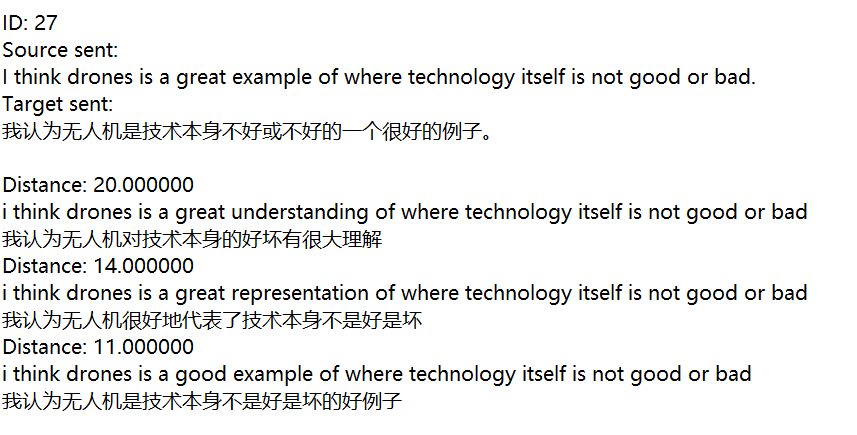 ID: 27
Source sent:
I think drones is a great example of where technology itself is not good or bad.
Target sent:
我认为无人机是技术本身不好或不好的一个很好的例子。
Distance: 20.000000
i think drones is a great understanding of where technology itself is not good or bad
我认为无人机对技术本身的好坏有很大理解
Distance: 14.000000
i think drones is a great representation of where technology itself is not good or bad
我认为无人机很好地代表了技术本身不是好是坏
Distance: 11.000000
i think drones is a good example of where technology itself is not good or bad
我认为无人机是技术本身不是好是坏的好例子